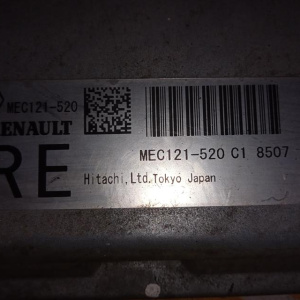 MEC121-520
RENAULT
MEC121-520 C1 8507
RE
Hitachi,Ltd.Tokyo Japan